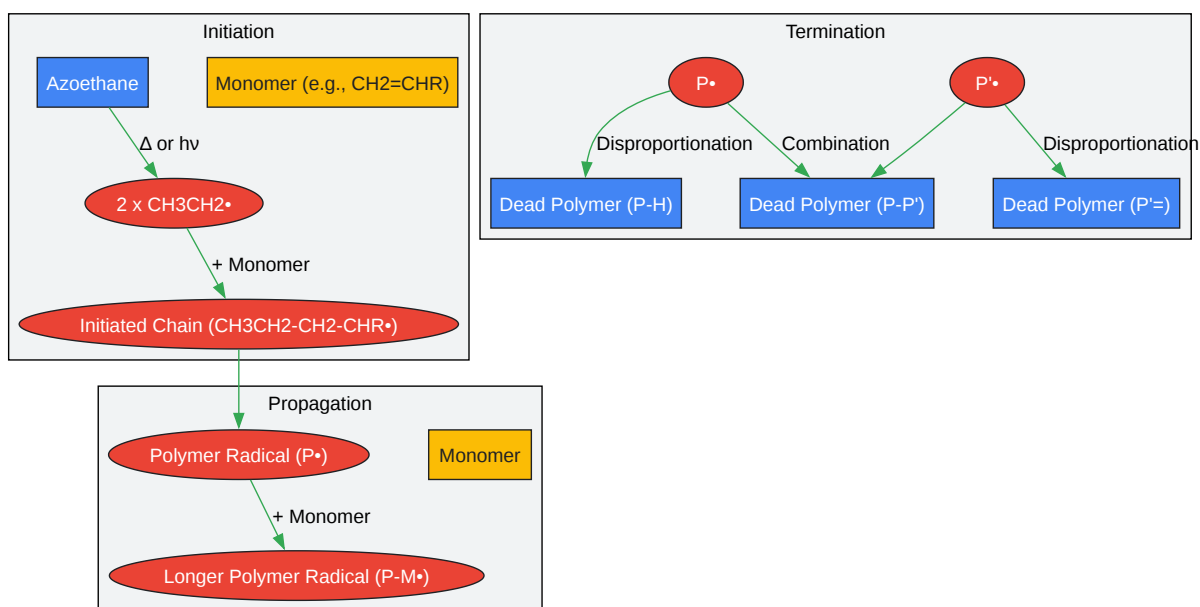 Initiation
Azoethane
Monomer (e.g., CH2=CHR)
Δ or hν
2 x CH3CH2•
+ Monomer
Initiated Chain (CH3CH2-CH2-CHR•)
Propagation
Polymer Radical (P•)
Monomer
+ Monomer
Longer Polymer Radical (P-M•)
Termination
P•
P'•
Disproportionation
Combination
Disproportionation
Dead Polymer (P-H)
Dead Polymer (P-P')
Dead Polymer (P'=)